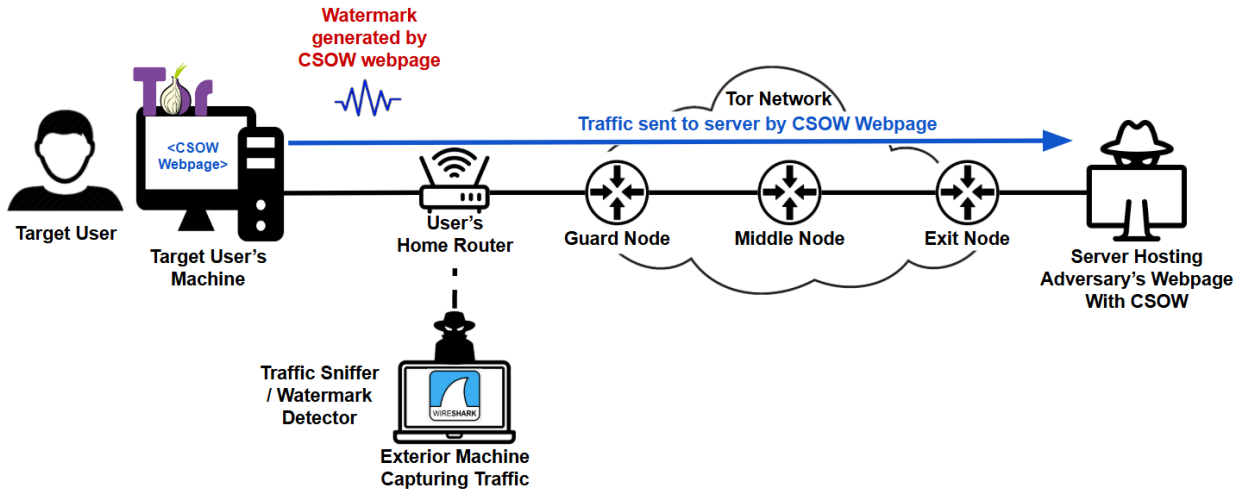 Watermark
generated by
CSOW webpage
Tor
<CSOW
Webpage>
Tor Network
Traffic sent to server by CSOW Webpage
Target User
Target User's
Machine
User's
Home Router
Guard Node
Middle Node
Exit Node
Server Hosting
Adversary's Webpage
With CSOW
Traffic Sniffer
/ Watermark
Detector
WIRESHARK
Exterior Machine
Capturing Traffic